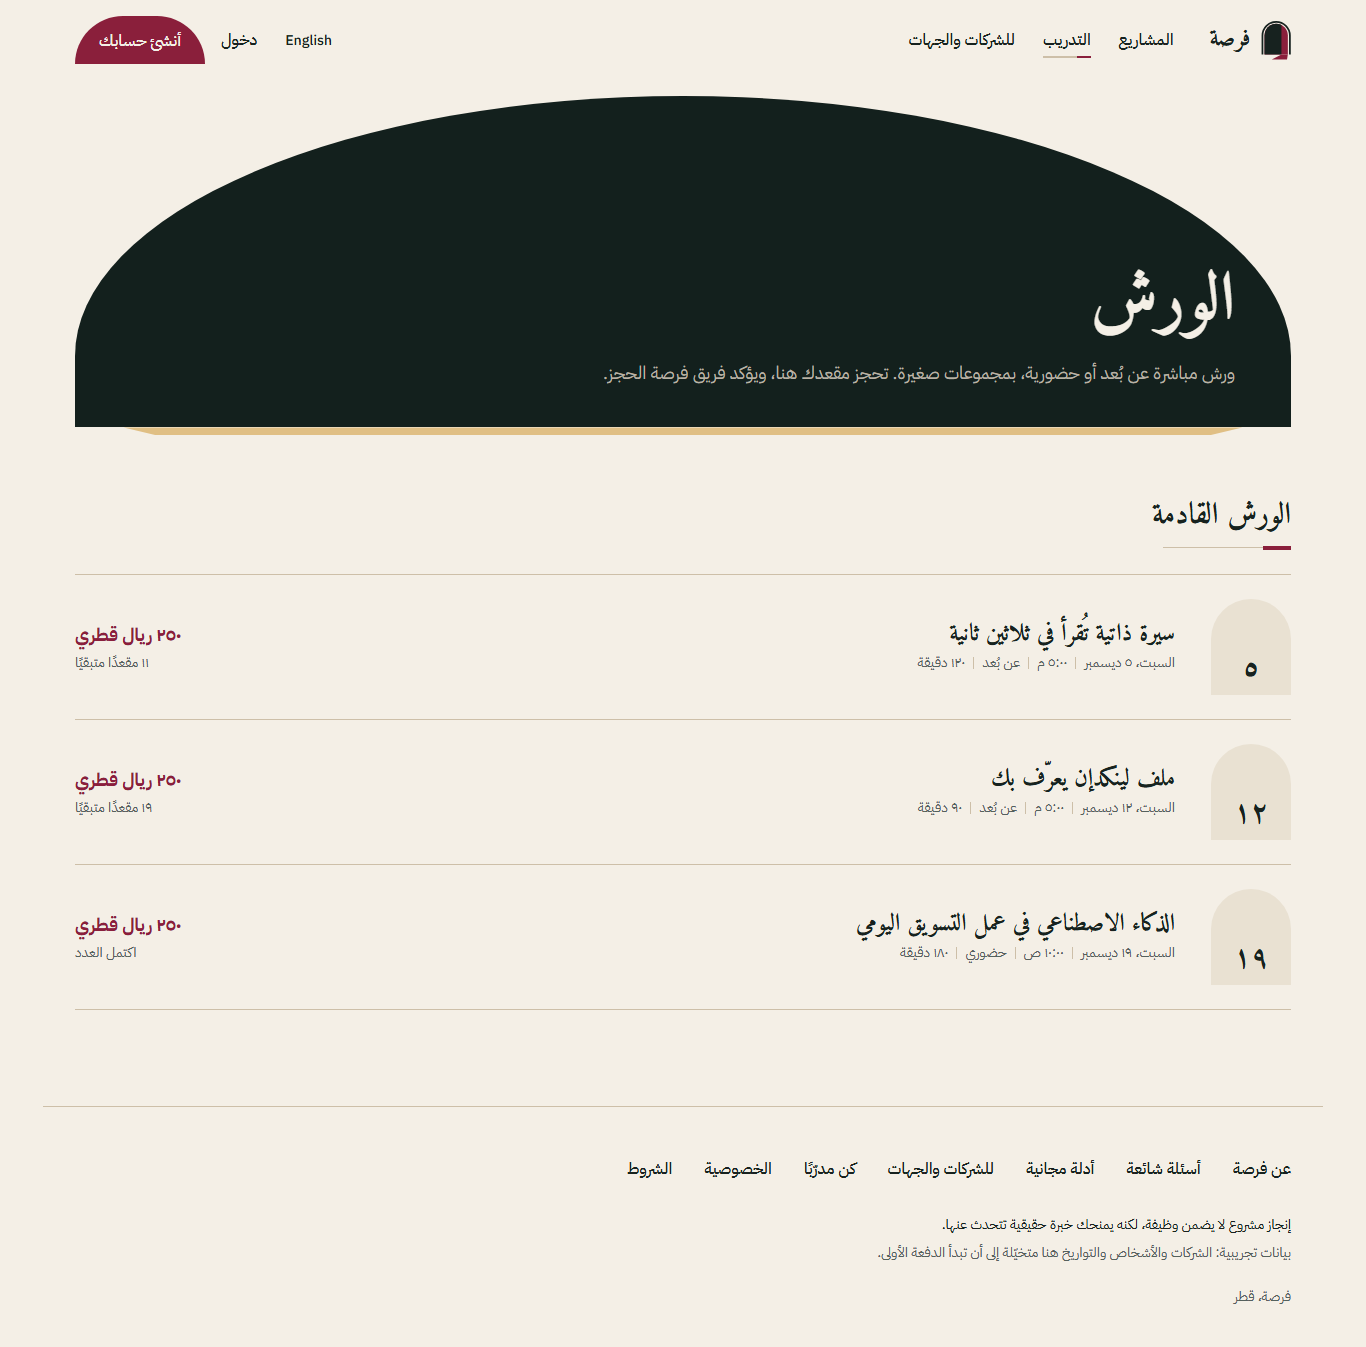 فرصة
المشاريع
التدريب
للشركات والجهات
English
دخول
أنشئ حسابك
الورش
ورش مباشرة عن بُعد أو حضورية، بمجموعات صغيرة. تحجز مقعدك هنا، ويؤكد فريق فرصة الحجز.
الورش القادمة
٥
سيرة ذاتية تُقرأ في ثلاثين ثانية
السبت، ٥ ديسمبر | ٥:٠٠ م | عن بُعد | ١٢٠ دقيقة
٢٥٠ ريال قطري
١١ مقعدًا متبقيًا
١٢
ملف لينكدإن يعرّف بك
السبت، ١٢ ديسمبر | ٥:٠٠ م | عن بُعد | ٩٠ دقيقة
٢٥٠ ريال قطري
١٩ مقعدًا متبقيًا
١٩
الذكاء الاصطناعي في عمل التسويق اليومي
السبت، ١٩ ديسمبر | ١٠:٠٠ ص | حضوري | ١٨٠ دقيقة
٢٥٠ ريال قطري
اكتمل العدد
عن فرصة
أسئلة شائعة
أدلة مجانية
للشركات والجهات
كن مدرّبًا
الخصوصية
الشروط
إنجاز مشروع لا يضمن وظيفة، لكنه يمنحك خبرة حقيقية تتحدث عنها.
بيانات تجريبية: الشركات والأشخاص والتواريخ هنا متخيّلة إلى أن تبدأ الدفعة الأولى.
فرصة، قطر